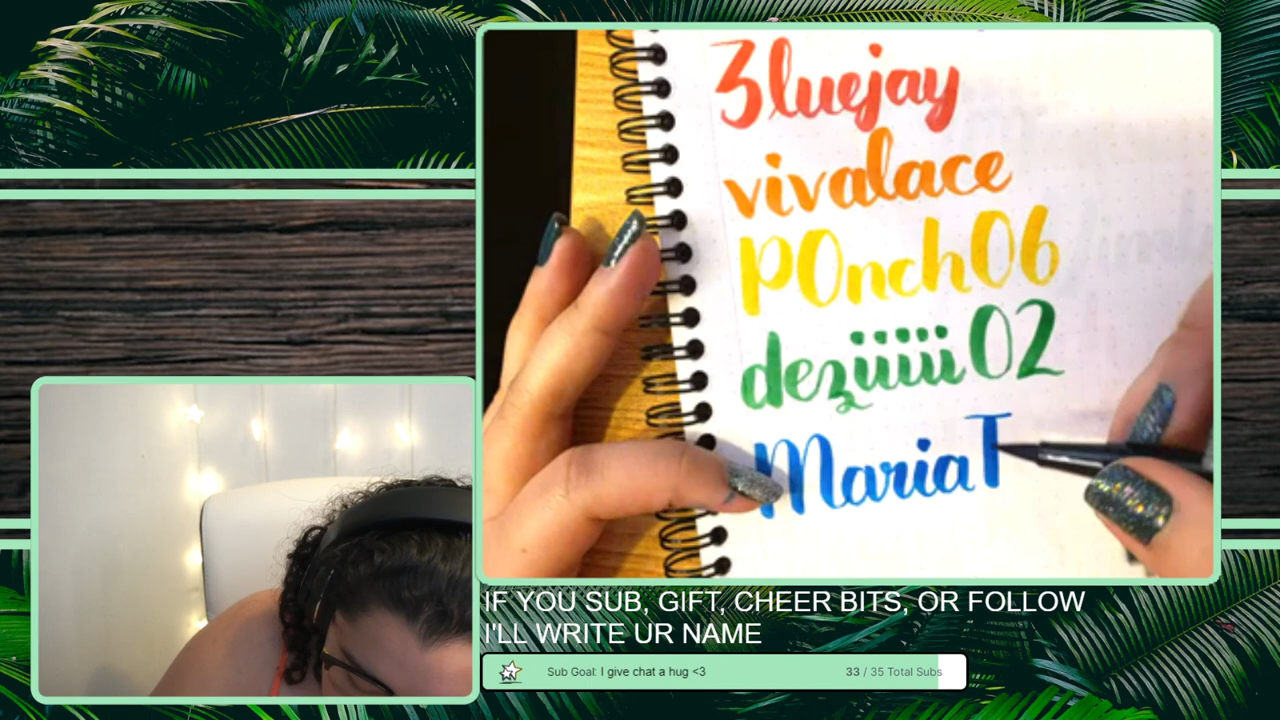 3luejay
vivalace
P0nch06
deziiiiii02
MariaT
IF YOU SUB, GIFT, CHEER BITS, OR FOLLOW
I'LL WRITE UR NAME
Sub Goal: I give chat a hug <3
33 / 35 Total Subs